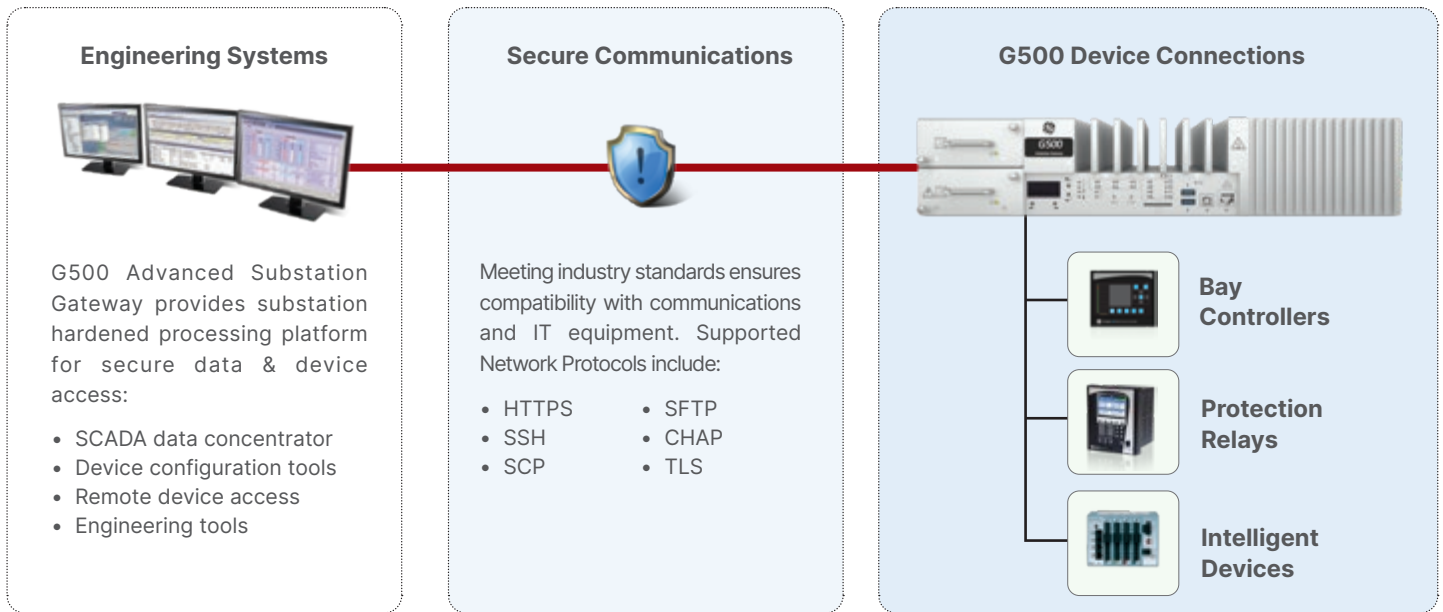 Engineering Systems
G500 Advanced Substation
Gateway provides substation
hardened processing platform
for secure data & device
access:
• SCADA data concentrator
• Device configuration tools
• Remote device access
• Engineering tools
Secure Communications
Meeting industry standards ensures
compatibility with communications
and IT equipment. Supported
Network Protocols include:
• HTTPS
• SSH
• SCP
• SFTP
• CHAP
• TLS
G500 Device Connections
G500
Bay
Controllers
Protection
Relays
Intelligent
Devices